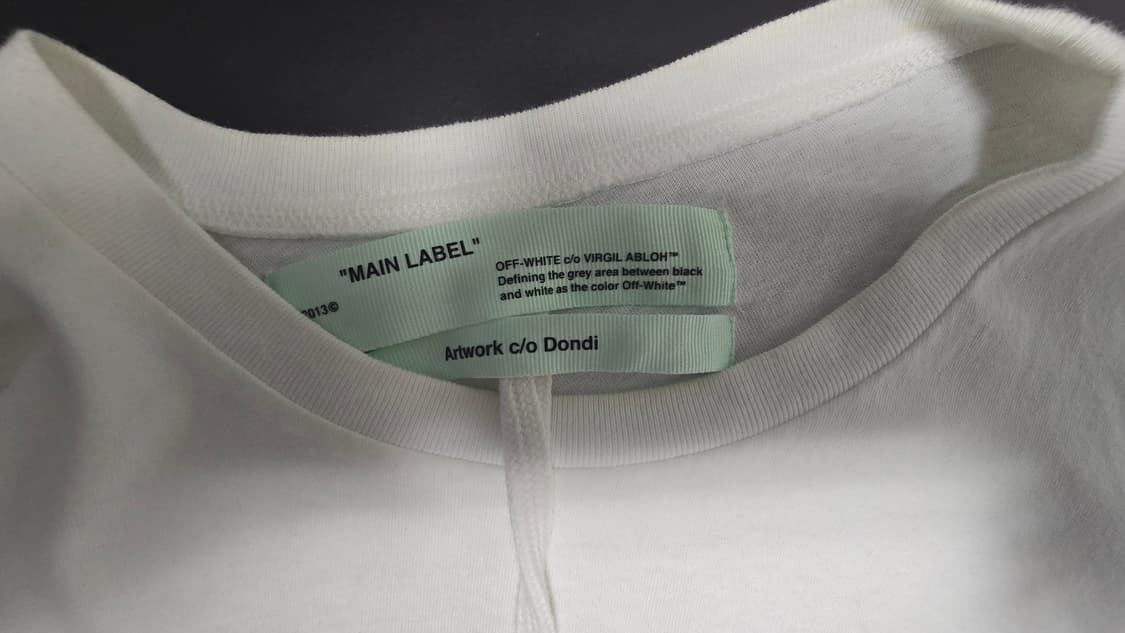 "MAIN LABEL"
2013©
OFF-WHITE c/o VIRGIL ABLOH™
Defining the grey area between black
and white as the color Off-White™
Artwork c/o Dondi